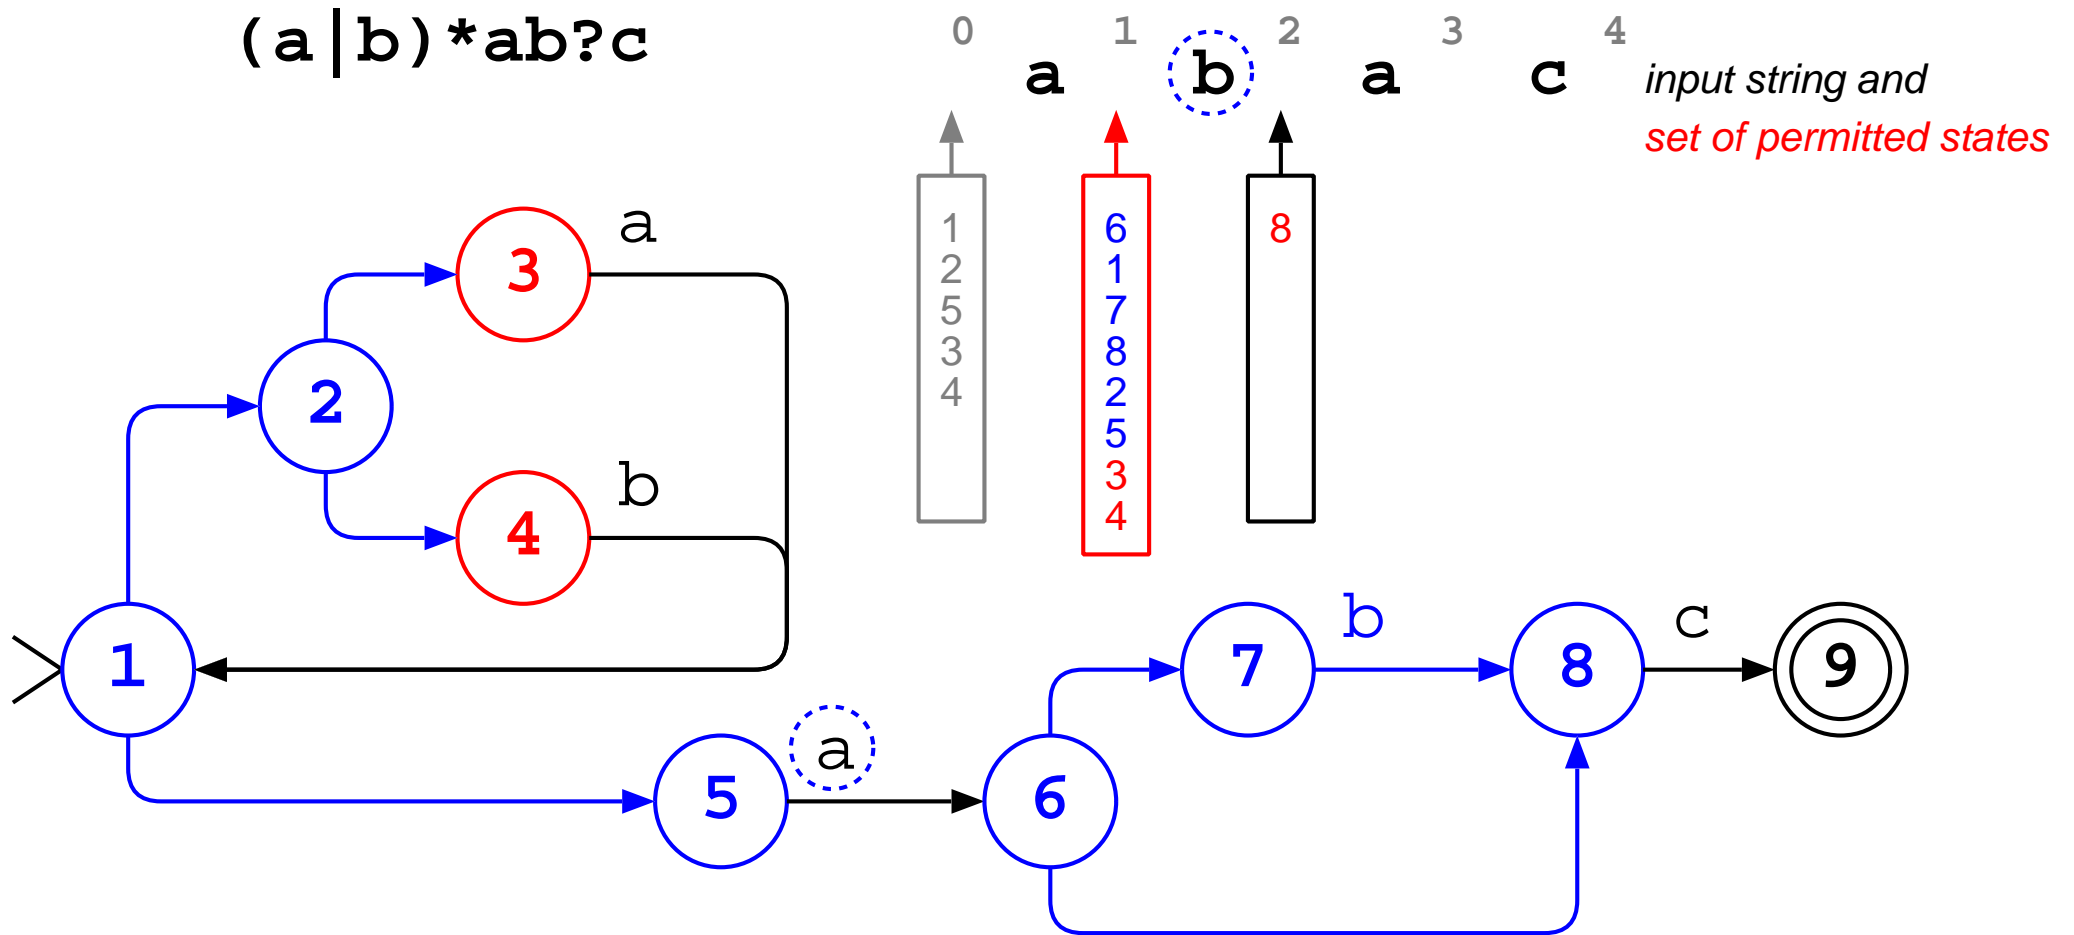 (a|b)*ab?c
0 1 2 3 4
a b a c
input string and
set of permitted states
1
2
5
3
4
6
1
7
8
2
5
3
4
8
3 a
2
4 b
1
5 a
6
7 b
8 c
9